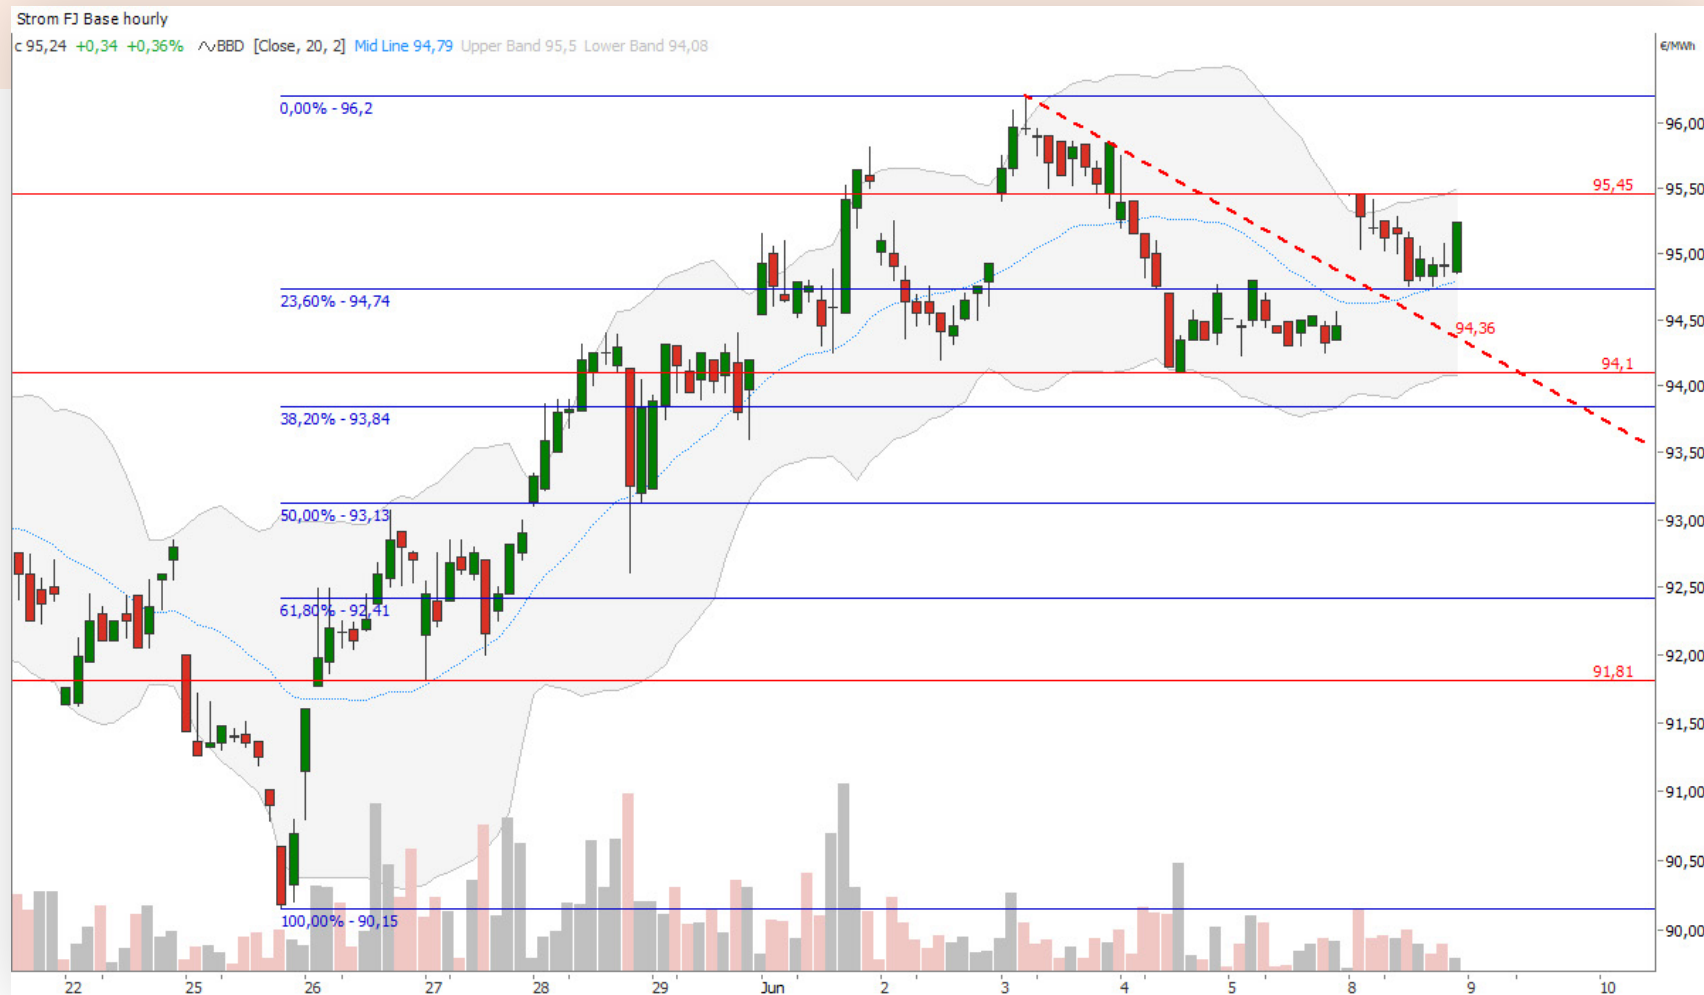 Strom FJ Base hourly
c 95,24 +0,34 +0,36% BBD [Close, 20, 2] Mid Line 94,79 Upper Band 95,5 Lower Band 94,08
€/MWh
0,00% - 96,2
96,00
95,45
95,50
95,00
23,60% - 94,74
94,50
94,36
94,1
94,00
38,20% - 93,84
93,50
50,00% - 93,13
93,00
92,50
61,80% - 92,41
92,00
91,81
91,50
91,00
90,50
100,00% - 90,15
90,00
22 25 26 27 28 29 Jun 2 3 4 5 8 9 10